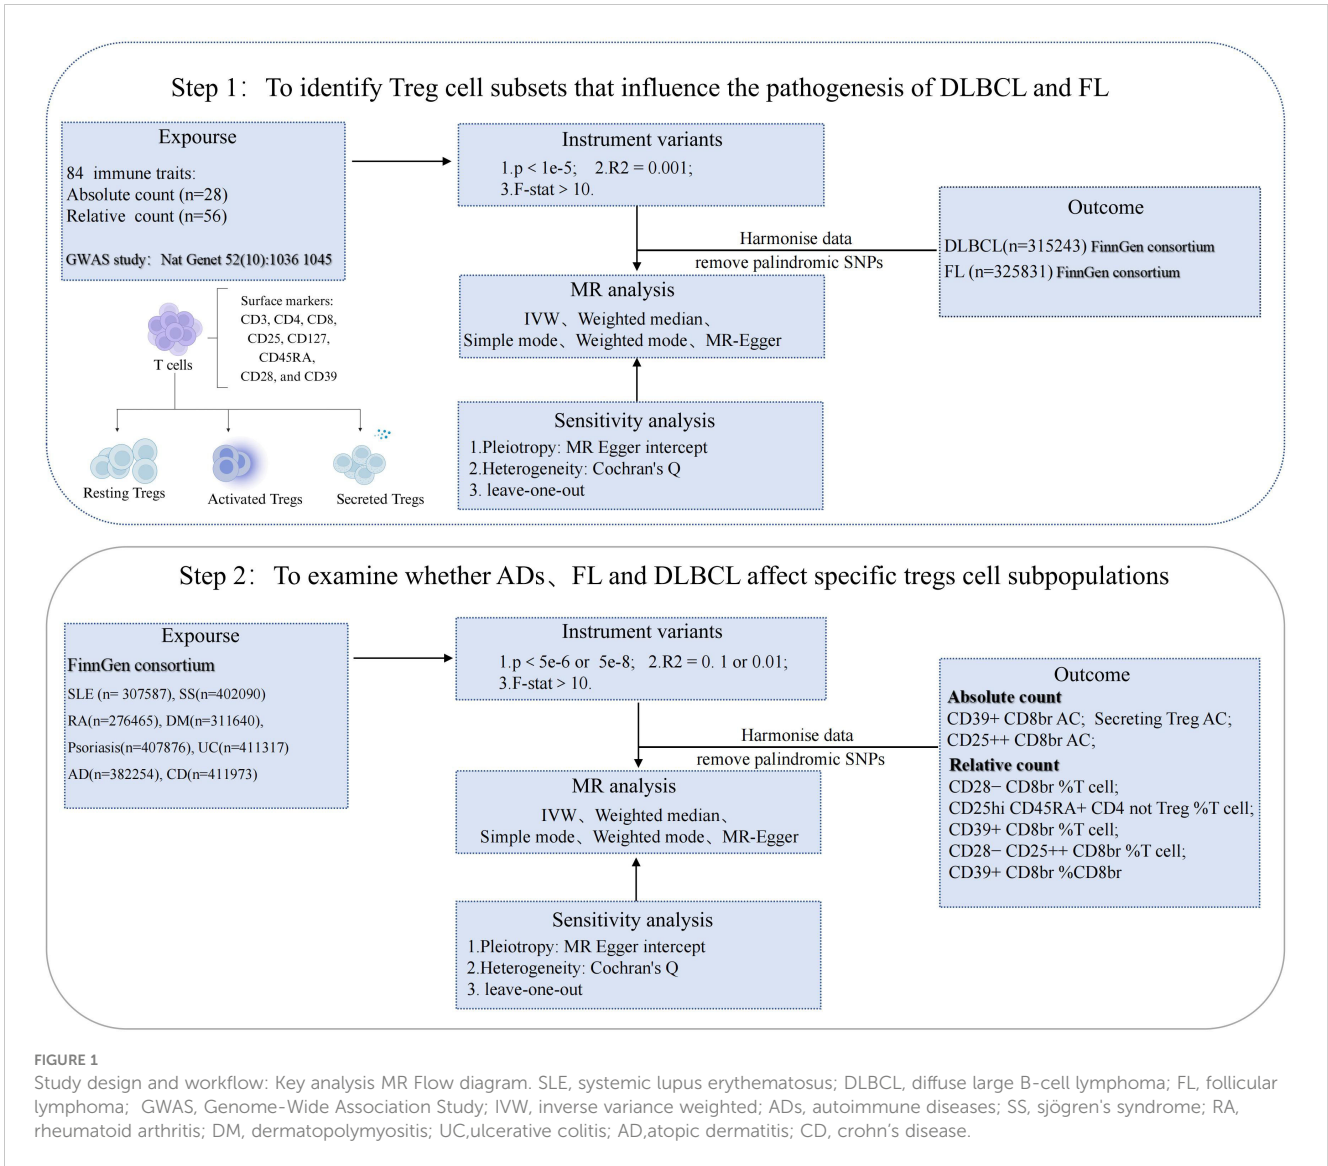 Step 1： To identify Treg cell subsets that influence the pathogenesis of DLBCL and FL
Expourse
84 immune traits:
Absolute count (n=28)
Relative count (n=56)
GWAS study： Nat Genet 52(10):1036 1045
Surface markers:
CD3, CD4, CD8,
CD25, CD127,
CD45RA,
CD28, and CD39
T cells
Resting Tregs
Activated Tregs
Secreted Tregs
Instrument variants
1.p < 1e-5; 2.R2 = 0.001;
3.F-stat > 10.
Harmonise data
remove palindromic SNPs
MR analysis
IVW、Weighted median、
Simple mode、Weighted mode、MR-Egger
Sensitivity analysis
1.Pleiotropy: MR Egger intercept
2.Heterogeneity: Cochran's Q
3. leave-one-out
Outcome
DLBCL(n=315243) FinnGen consortium
FL (n=325831) FinnGen consortium
Step 2： To examine whether ADs、FL and DLBCL affect specific tregs cell subpopulations
Expourse
FinnGen consortium
SLE (n= 307587), SS(n=402090)
RA(n=276465), DM(n=311640),
Psoriasis(n=407876), UC(n=411317)
AD(n=382254), CD(n=411973)
Instrument variants
1.p < 5e-6 or 5e-8; 2.R2 = 0. 1 or 0.01;
3.F-stat > 10.
Harmonise data
remove palindromic SNPs
MR analysis
IVW、Weighted median、
Simple mode、Weighted mode、MR-Egger
Sensitivity analysis
1.Pleiotropy: MR Egger intercept
2.Heterogeneity: Cochran's Q
3. leave-one-out
Outcome
Absolute count
CD39+ CD8br AC; Secreting Treg AC;
CD25++ CD8br AC;
Relative count
CD28− CD8br %T cell;
CD25hi CD45RA+ CD4 not Treg %T cell;
CD39+ CD8br %T cell;
CD28− CD25++ CD8br %T cell;
CD39+ CD8br %CD8br
FIGURE 1
Study design and workflow: Key analysis MR Flow diagram. SLE, systemic lupus erythematosus; DLBCL, diffuse large B-cell lymphoma; FL, follicular
lymphoma; GWAS, Genome-Wide Association Study; IVW, inverse variance weighted; ADs, autoimmune diseases; SS, sjögren's syndrome; RA,
rheumatoid arthritis; DM, dermatopolymyositis; UC,ulcerative colitis; AD,atopic dermatitis; CD, crohn's disease.